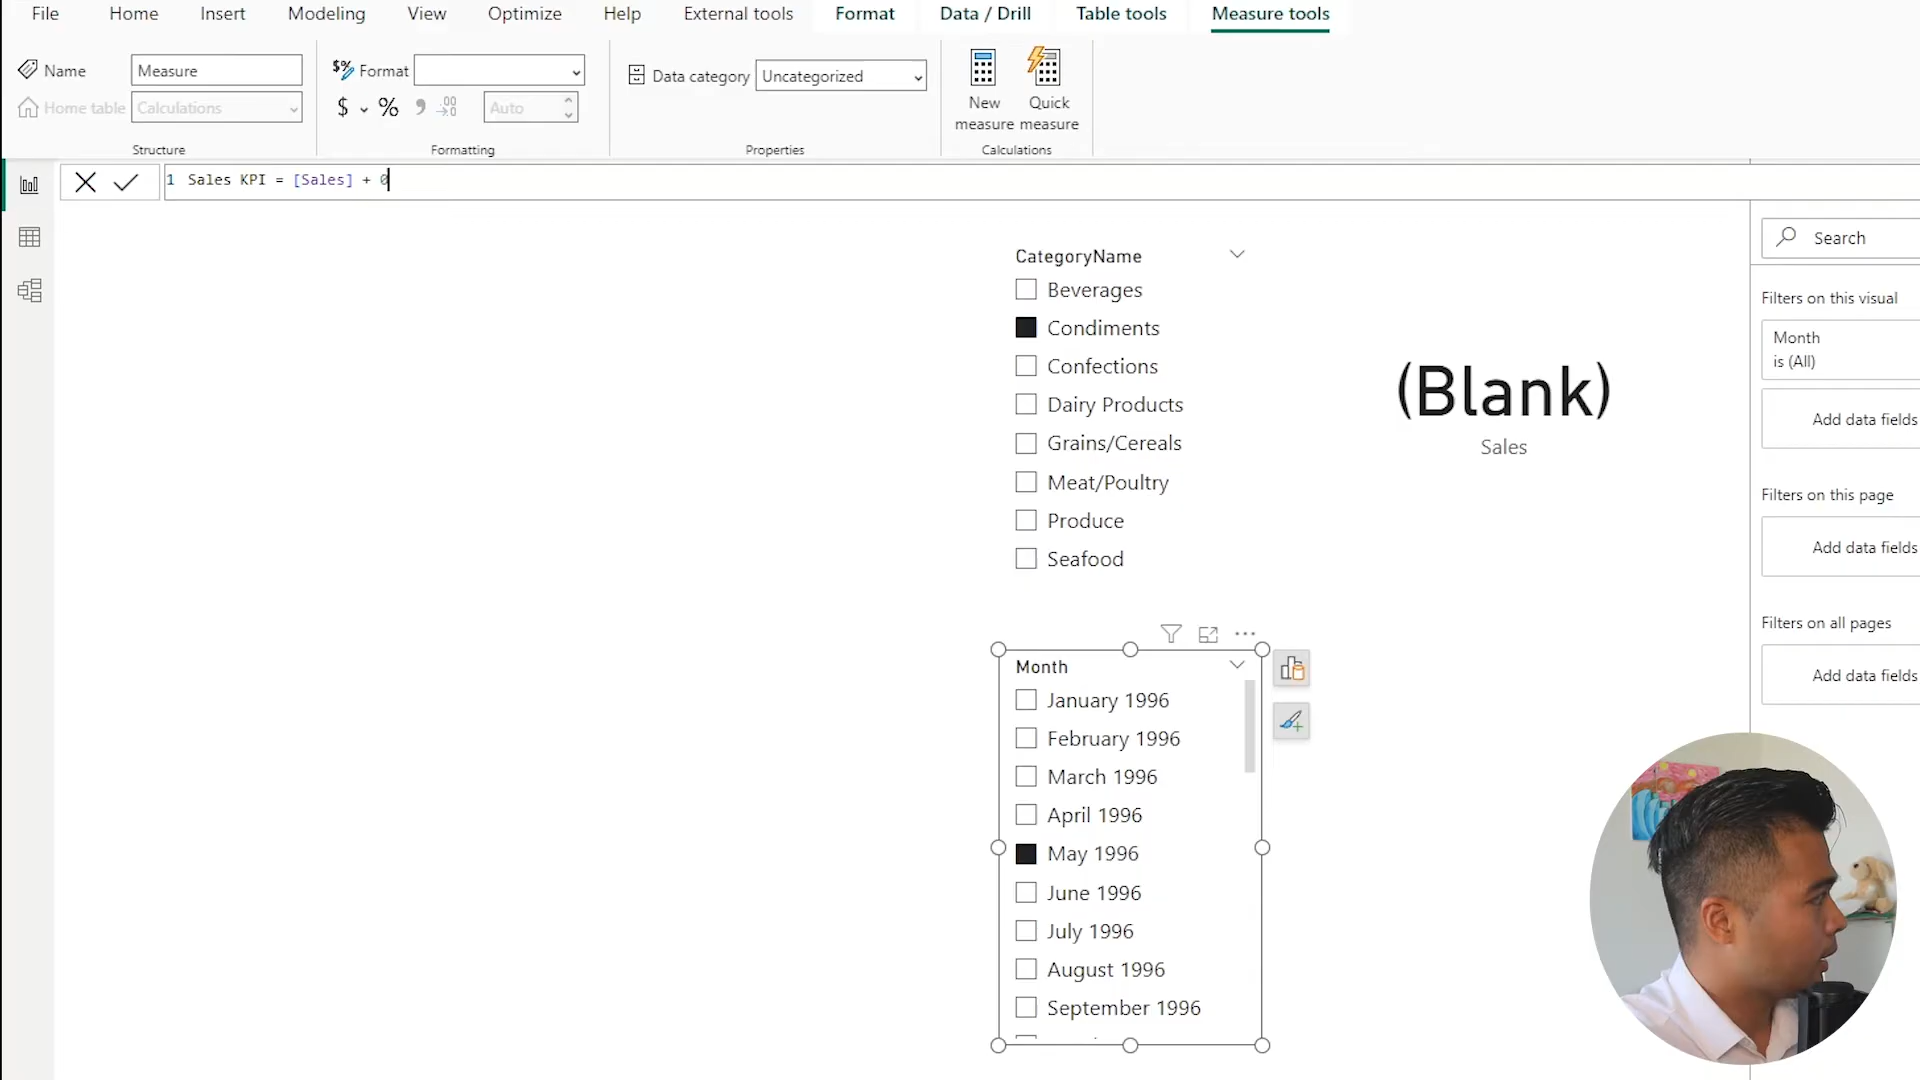 File Home Insert Modeling View Optimize Help External tools Format Data / Drill Table tools Measure tools
Name Measure
Home table Calculations
Structure
$% Format
$ % 9 .00 →.0 Auto
Formatting
Data category Uncategorized
Properties
New measure
Quick measure
Calculations
1 Sales KPI = [Sales] + 0
CategoryName
Beverages
Condiments
Confections
Dairy Products
Grains/Cereals
Meat/Poultry
Produce
Seafood
(Blank)
Sales
Month
January 1996
February 1996
March 1996
April 1996
May 1996
June 1996
July 1996
August 1996
September 1996
Search
Filters on this visual
Month
is (All)
Add data fields
Filters on this page
Add data fields
Filters on all pages
Add data fields